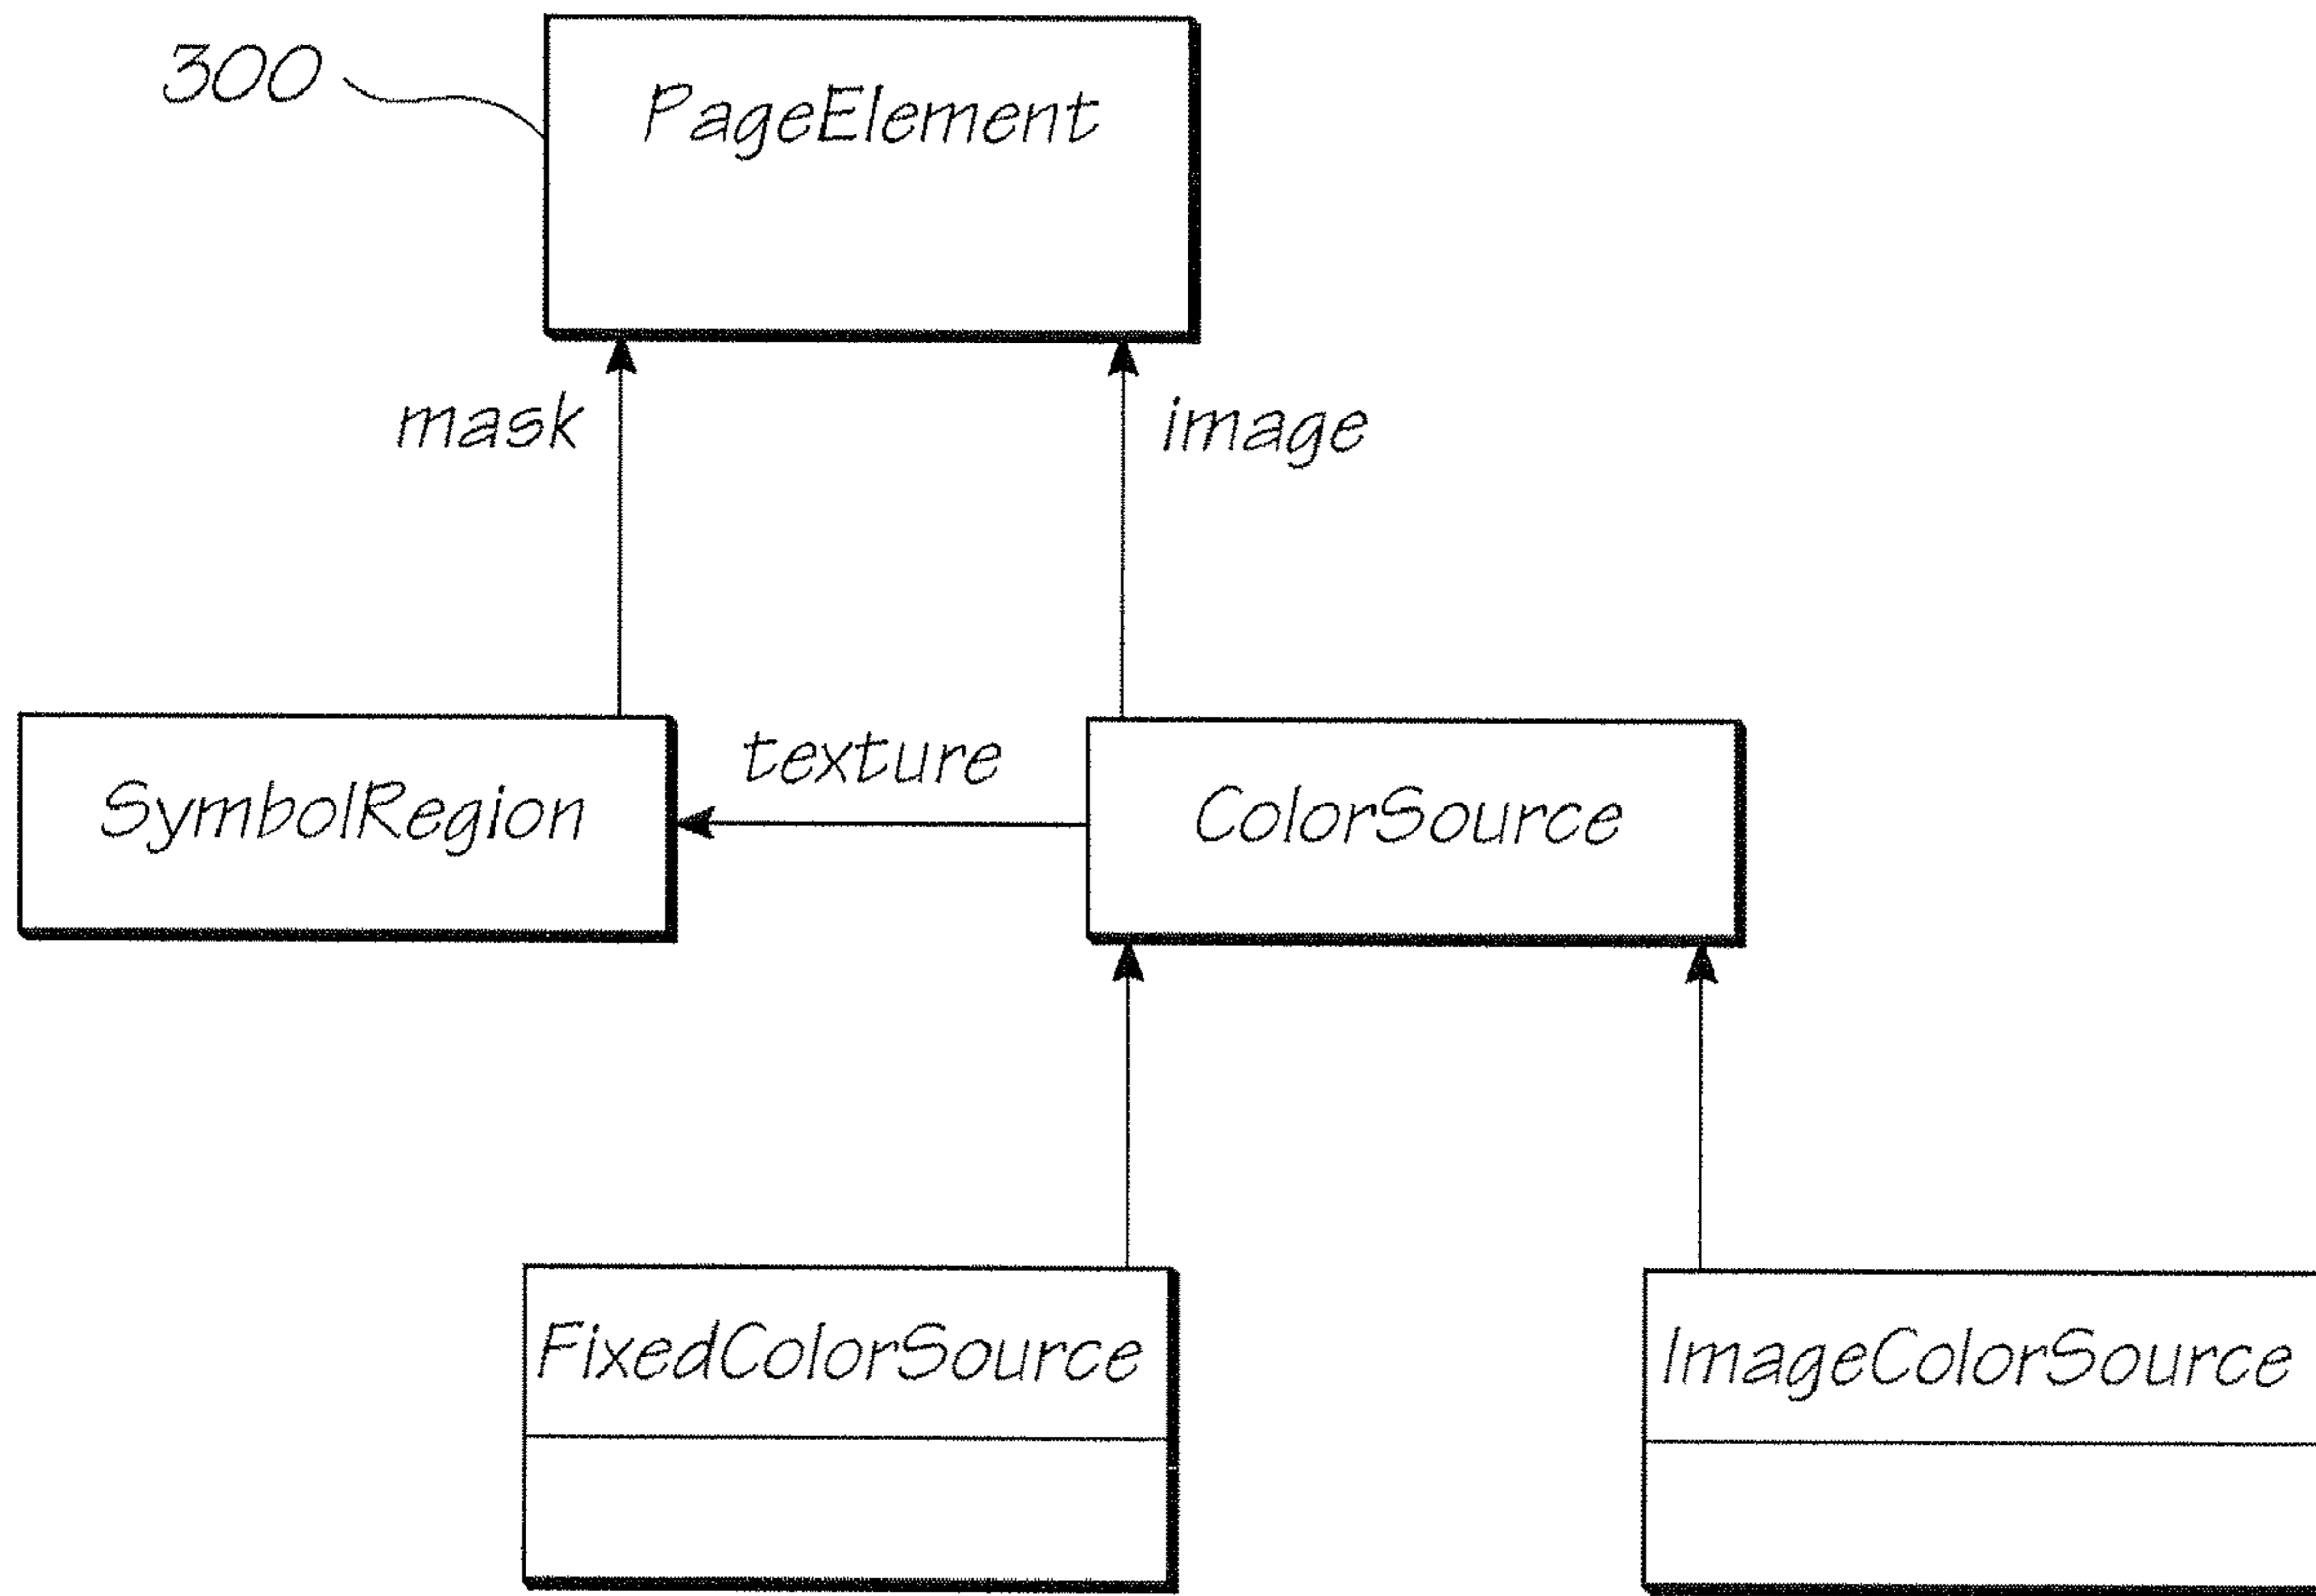 300
PageElement
mask
image
SymbolRegion
texture
ColorSource
FixedColorSource
ImageColorSource